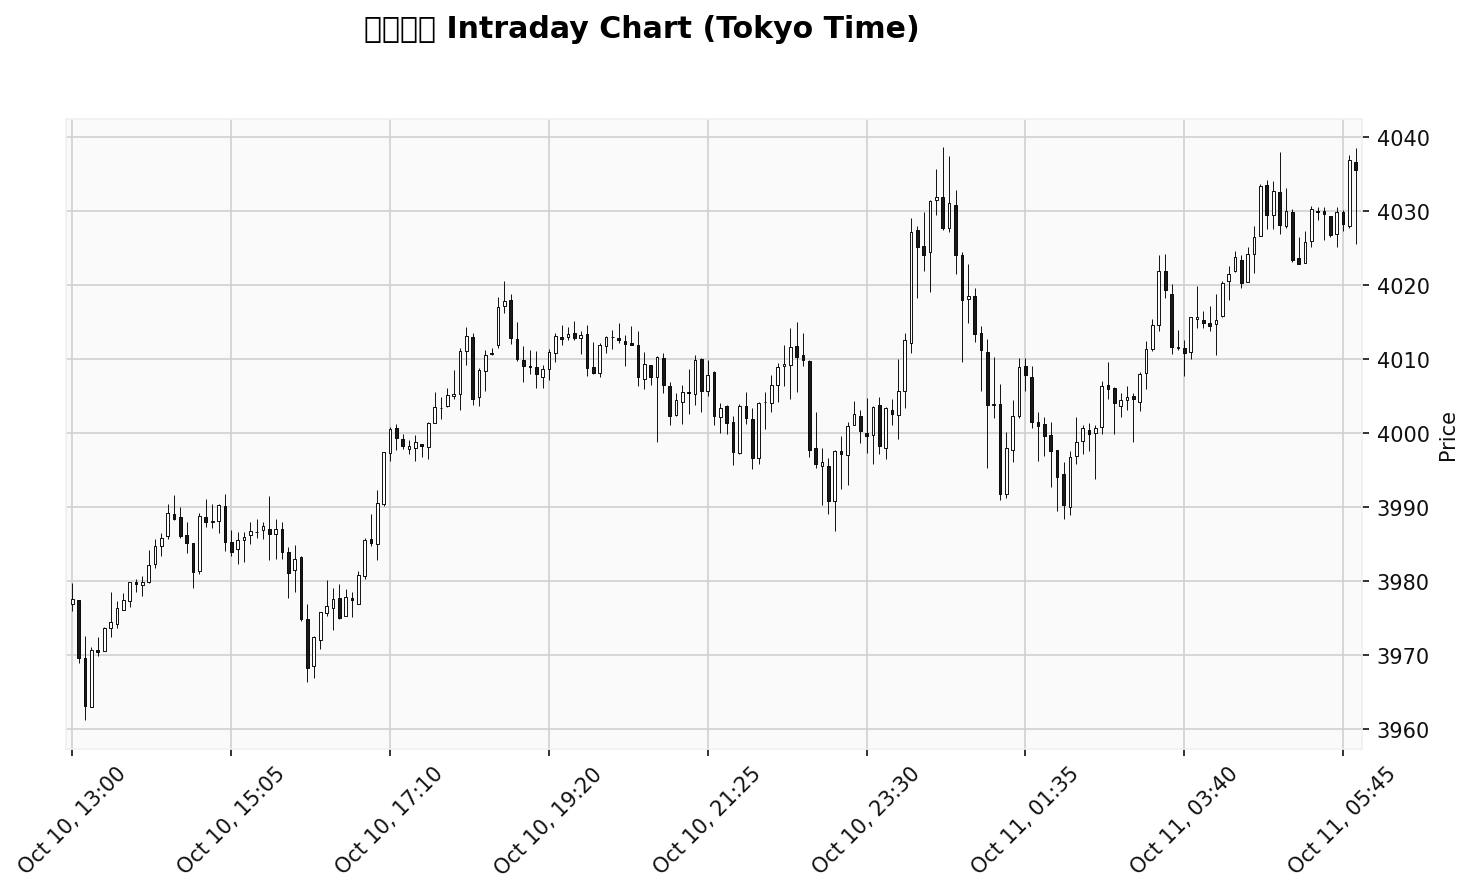 Intraday Chart (Tokyo Time)
4040
4030
4020
4010
4000
3990
3980
3970
3960
Price
Oct 10, 13:00
Oct 10, 15:05
Oct 10, 17:10
Oct 10, 19:20
Oct 10, 21:25
Oct 10, 23:30
Oct 11, 01:35
Oct 11, 03:40
Oct 11, 05:45